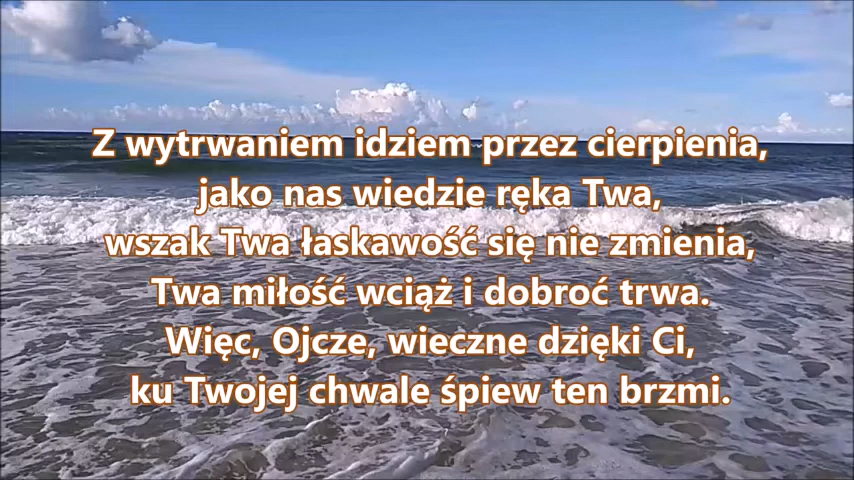 Z wytrwaniem idziem przez cierpienia,
jako nas wiedzie ręka Twa,
wszak Twa łaskawość się nie zmienia,
Twa miłość wciąż i dobroć trwa.
Więc, Ojcze, wieczne dzięki Ci,
ku Twojej chwale śpiew ten brzmi.